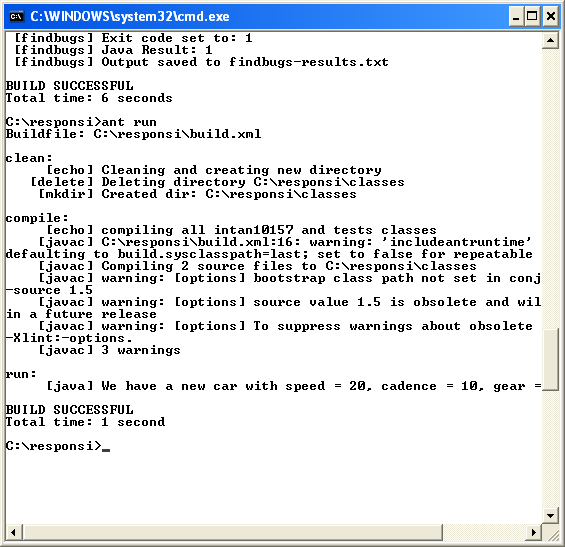 C:\WINDOWS\system32\cmd.exe
[findbugs] Exit code set to: 1
[findbugs] Java Result: 1
[findbugs] Output saved to findbugs-results.txt
BUILD SUCCESSFUL
Total time: 6 seconds
C:\responsi>ant run
Buildfile: C:\responsi\build.xml
clean:
[echo] Cleaning and creating new directory
[delete] Deleting directory C:\responsi\classes
[mkdir] Created dir: C:\responsi\classes
compile:
[echo] compiling all intan10157 and tests classes
[javac] C:\responsi\build.xml:16: warning: 'includeantruntime'
defaulting to build.sysclasspath=last; set to false for repeatable
[javac] Compiling 2 source files to C:\responsi\classes
[javac] warning: [options] bootstrap class path not set in conj
-source 1.5
[javac] warning: [options] source value 1.5 is obsolete and wil
in a future release
[javac] warning: [options] To suppress warnings about obsolete
-Xlint:-options.
[javac] 3 warnings
run:
[java] We have a new car with speed = 20, cadence = 10, gear =
BUILD SUCCESSFUL
Total time: 1 second
C:\responsi>_